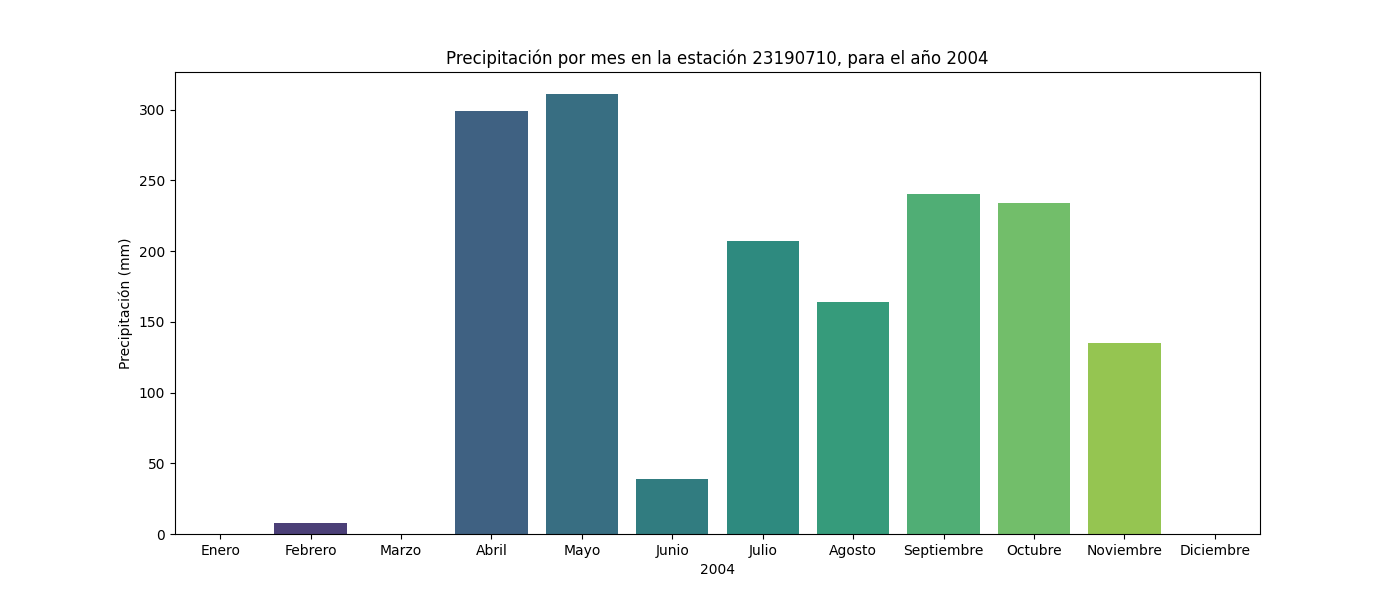 Precipitación por mes en la estación 23190710, para el año 2004
Precipitación (mm)
300
250
200
150
100
50
0
Enero Febrero Marzo Abril Mayo Junio Julio Agosto Septiembre Octubre Noviembre Diciembre
2004